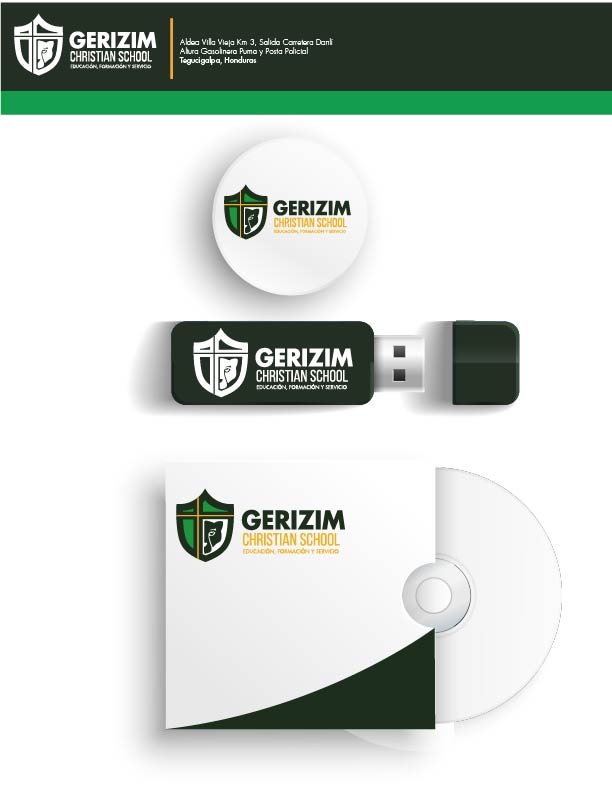 GERIZIM
CHRISTIAN SCHOOL
EDUCACIÓN, FORMACIÓN Y SERVICIO
Aldea Villa Vieja Km 3, Salida Carretera Danlí
Altura Gasolinera Puma y Posta Policial
Tegucigalpa, Honduras
GERIZIM
CHRISTIAN SCHOOL
EDUCACIÓN, FORMACIÓN Y SERVICIO
GERIZIM
CHRISTIAN SCHOOL
EDUCACIÓN, FORMACIÓN Y SERVICIO
GERIZIM
CHRISTIAN SCHOOL
EDUCACIÓN, FORMACIÓN Y SERVICIO